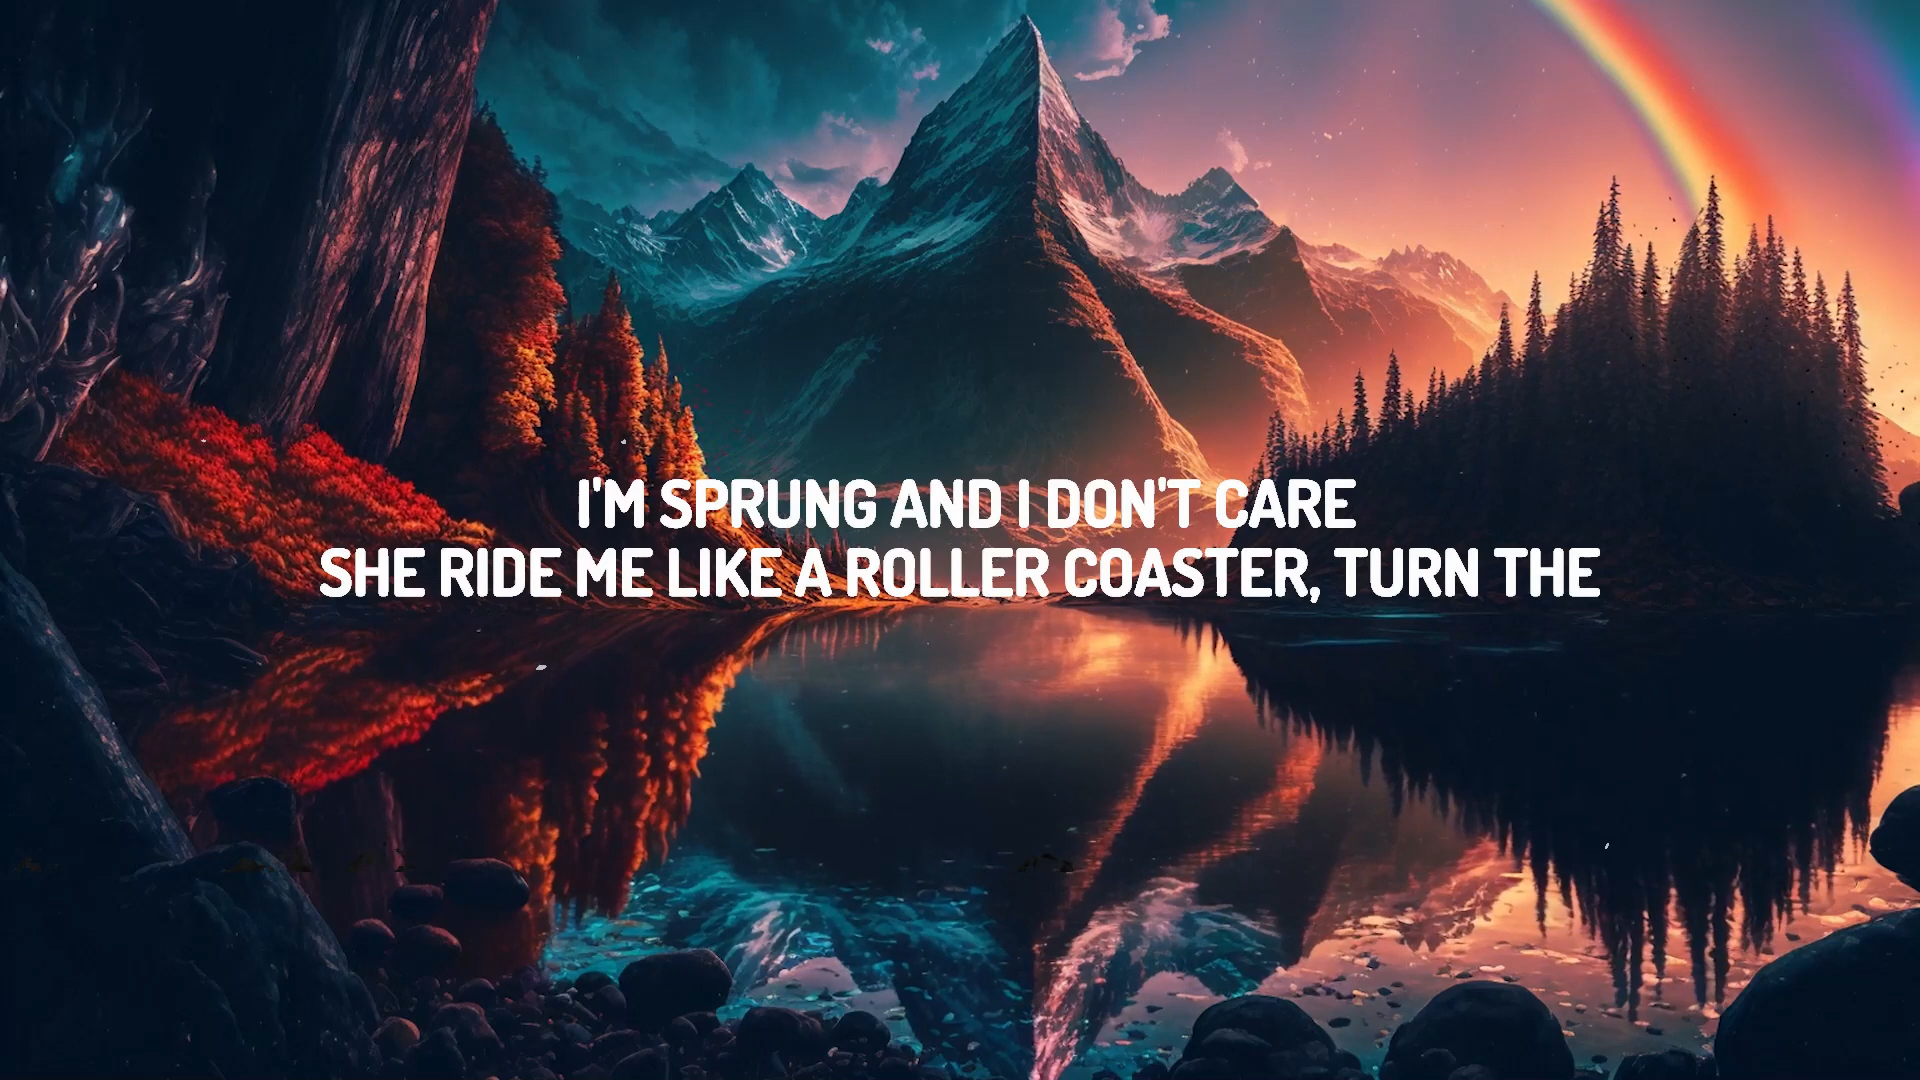 I'M SPRUNG AND I DON'T CARE
SHE RIDE ME LIKE A ROLLER COASTER, TURN THE